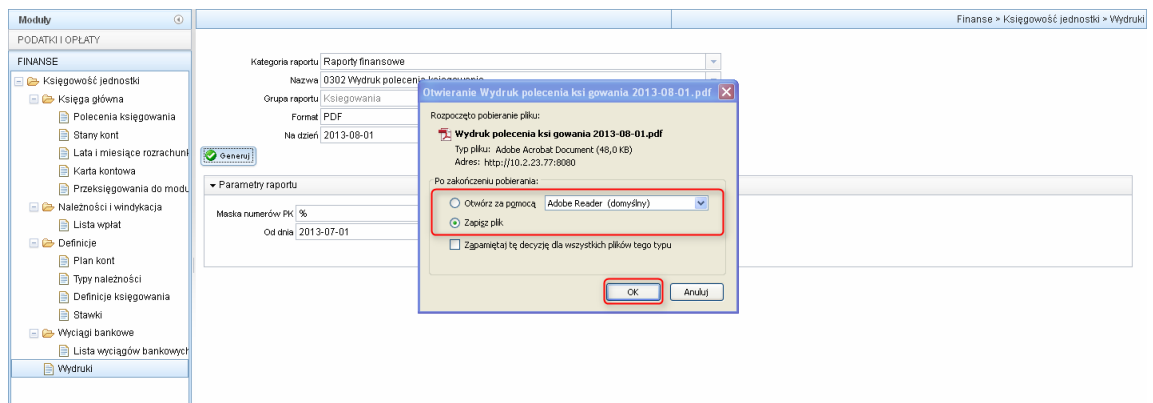 Moduły
Finanse > Księgowość jednostki > Wydruki
PODATKI I OPŁATY
FINANSE
Księgowość jednostki
Księga główna
Polecenia księgowania
Stany kont
Lata i miesiące rozrachunk
Karta kontowa
Przeksięgowania do modu
Należności i windykacja
Lista wpłat
Definicje
Plan kont
Typy należności
Definicje księgowania
Stawki
Wyciągi bankowe
Lista wyciągów bankowych
Wydruki
Kategoria raportu Raporty finansowe
Nazwa 0302 Wydruk polecenia księgowania
Grupa raportu Ksiegowania
Format PDF
Na dzień 2013-08-01
Generuj
Parametry raportu
Maska numerów PK %
Od dnia 2013-07-01
Otwieranie Wydruk polecenia ksi gowania 2013-08-01.pdf
Rozpoczęto pobieranie pliku:
Wydruk polecenia ksi gowania 2013-08-01.pdf
Typ pliku: Adobe Acrobat Document (48,0 KB)
Adres: http://10.2.23.77:8080
Po zakończeniu pobierania:
Otwórz za pomocą Adobe Reader (domyślny)
Zapisz plik
Zapamiętaj tę decyzję dla wszystkich plików tego typu
OK Anuluj